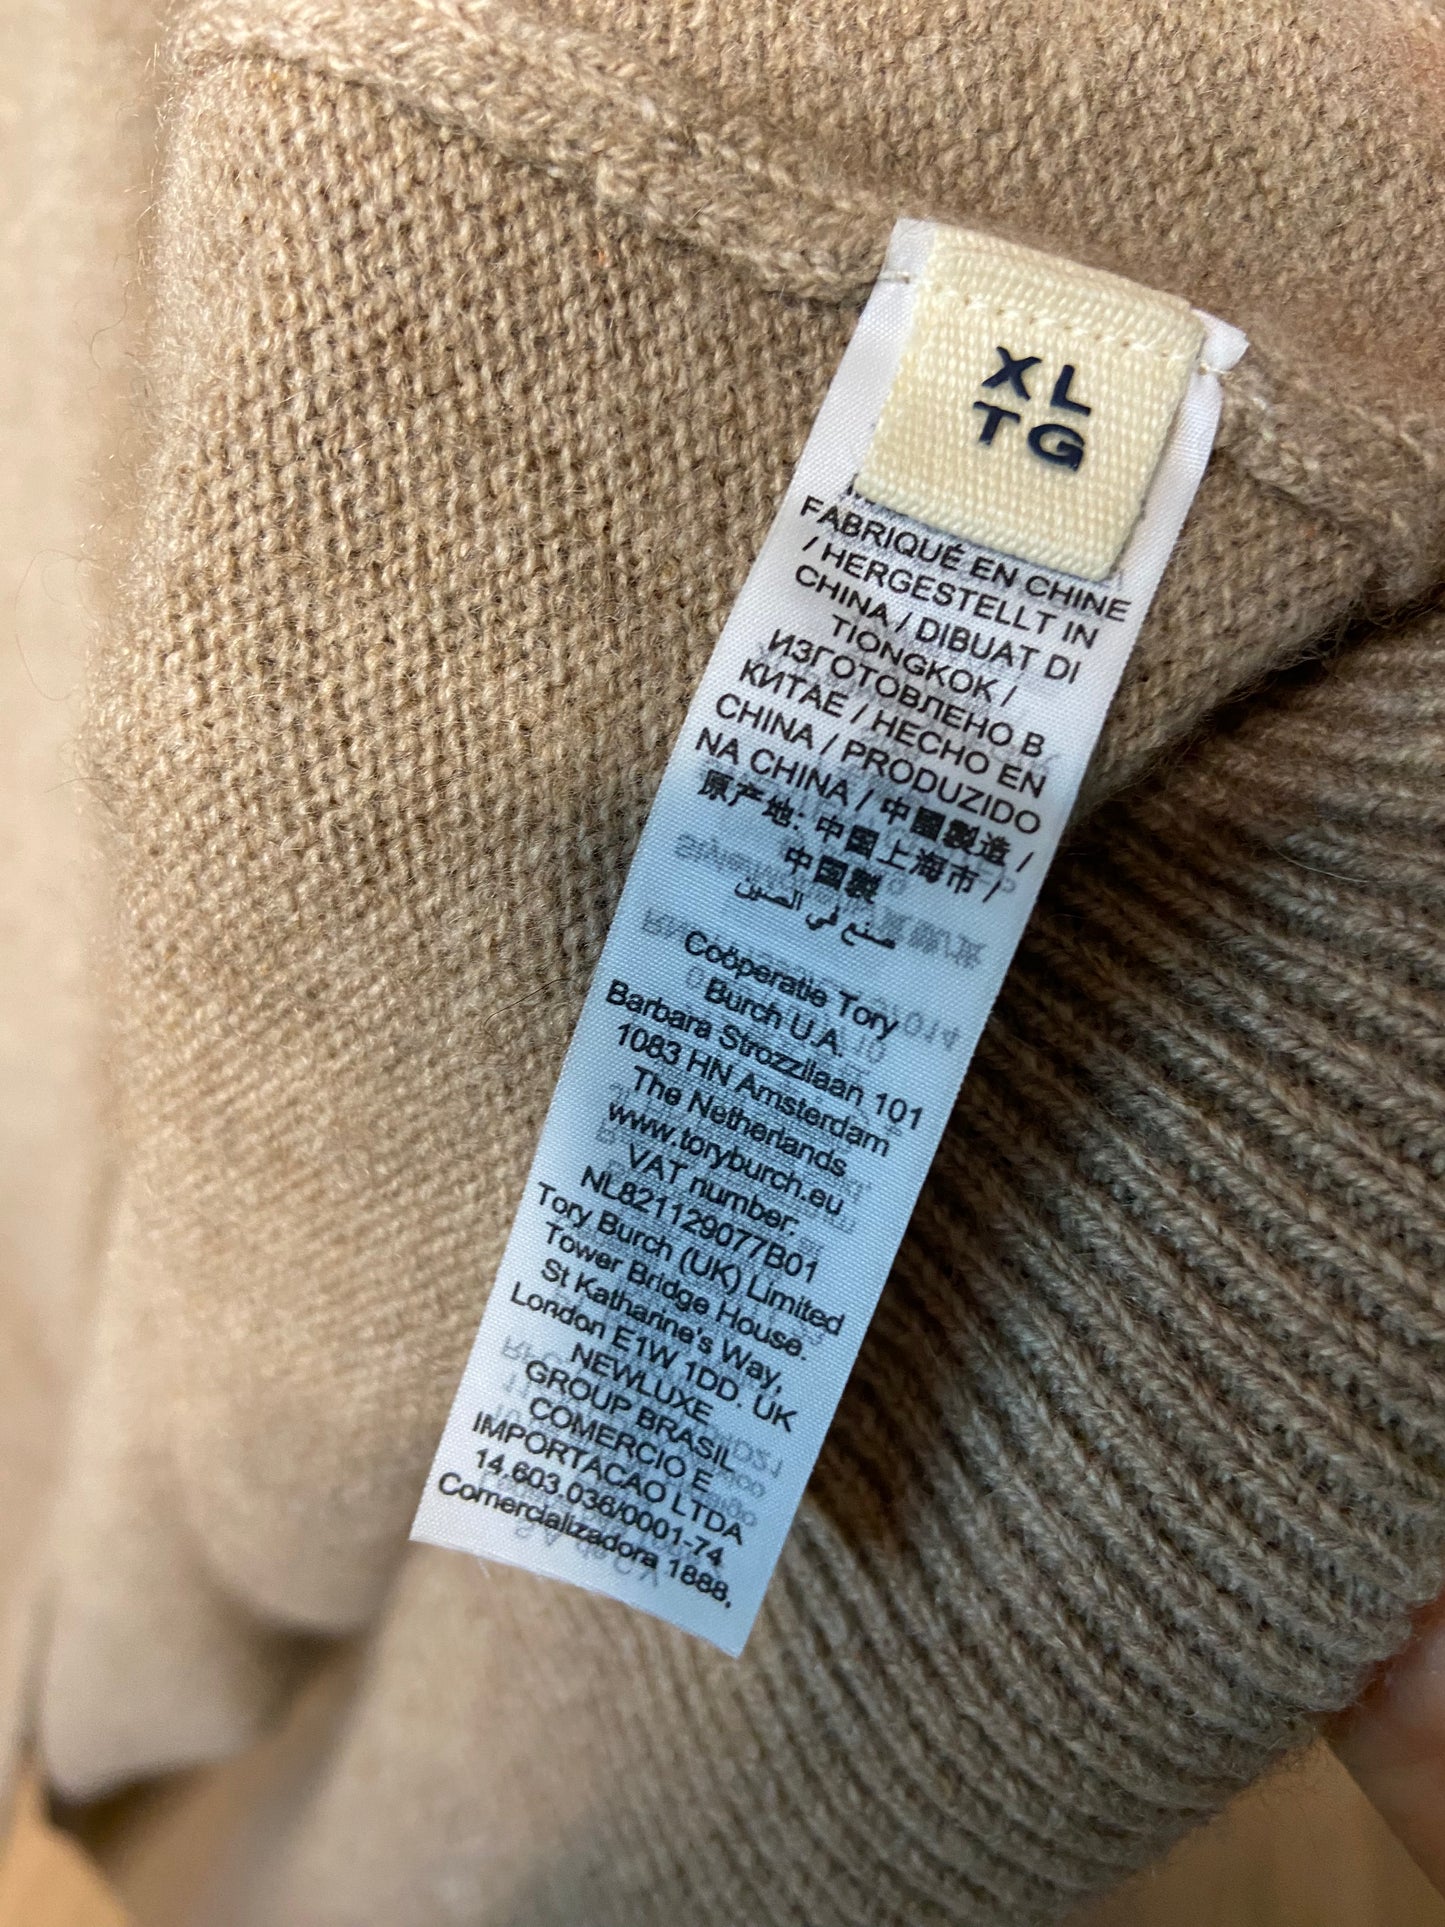 XL
TG
FABRIQUÉ EN CHINE
/ HERGESTELLT IN
CHINA / DIBUAT DI
TIONGKOK /
ИЗГОТОВЛЕНО В
КИТАЕ / HECHO EN
CHINA / PRODUZIDO
NA CHINA / 中國製造 /
原产地: 中国上海市 /
中国製
صنع في الصين
Coöperatie Tory
Burch U.A.
Barbara Strozzilaan 101
1083 HN Amsterdam
The Netherlands
www.toryburch.eu
VAT number:
NL821129077B01
Tory Burch (UK) Limited
Tower Bridge House.
St Katharine's Way,
London E1W 1DD. UK
NEWLUXE
GROUP BRASIL
COMERCIO E
IMPORTACAO LTDA
14.603.036/0001-74
Comercializadora 1888,